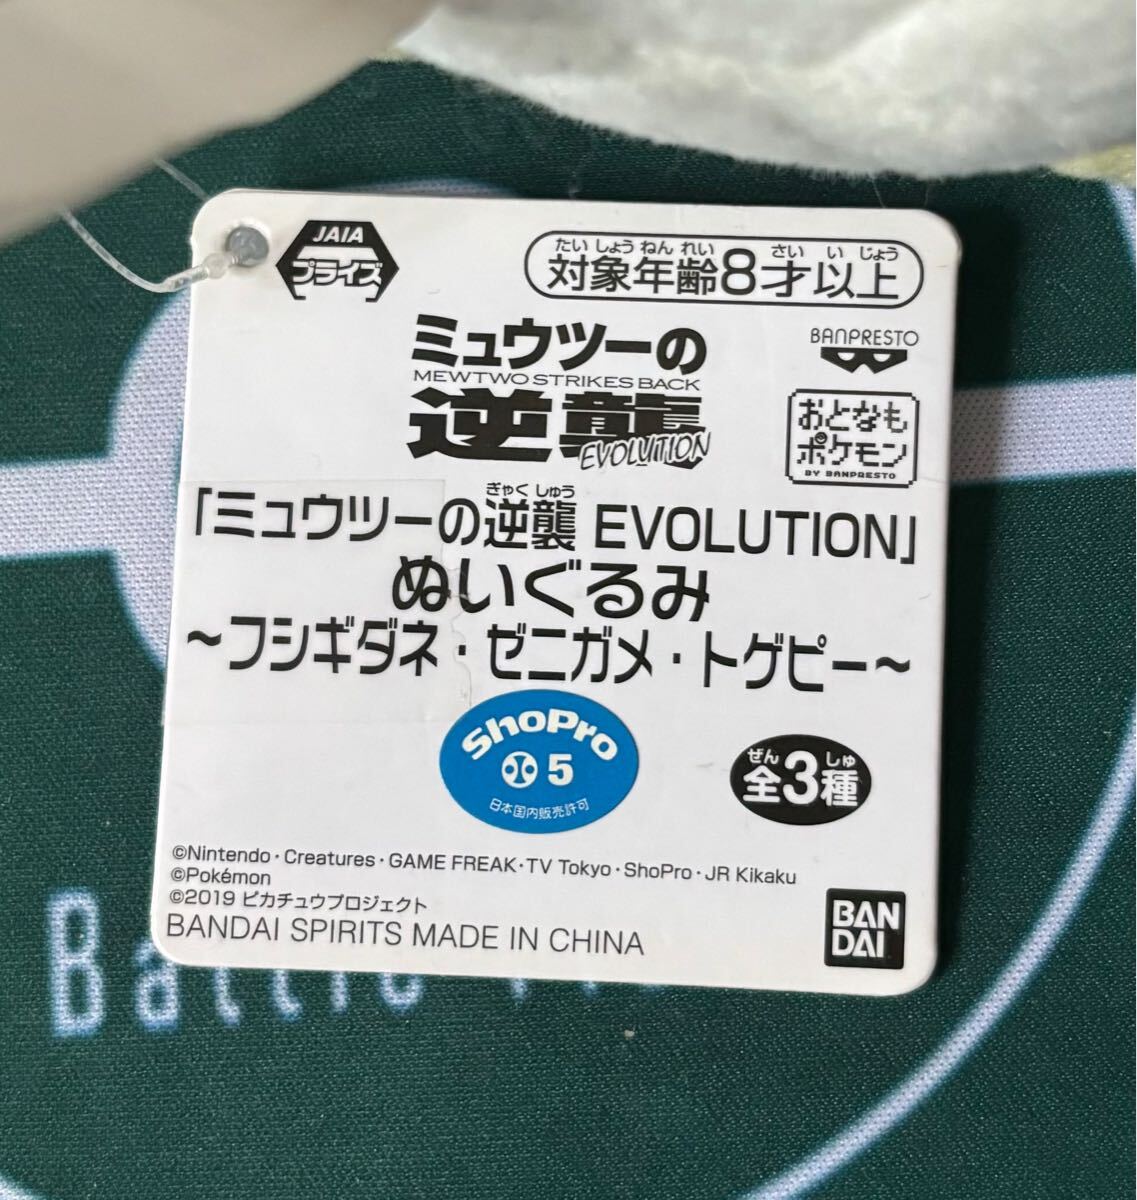 JAIA
プライズ
たいしょうねんれい さいいじょう
対象年齢8才以上
ミュウツーの
MEWTWO STRIKES BACK
逆襲
EVOLUTION
BANPRESTO
おとなも
ポケモン
BY BANPRESTO
ぎゃくしゅう
「ミュウツーの逆襲 EVOLUTION」
ぬいぐるみ
～フシギダネ・ゼニガメ・トゲピー～
ShoPro
5
日本国内販売許可
ぜん しゅ
全3種
©Nintendo・Creatures・GAME FREAK・TV Tokyo・ShoPro・JR Kikaku
©Pokémon
©2019 ピカチュウプロジェクト
BANDAI SPIRITS MADE IN CHINA
BAN
DAI
Battle